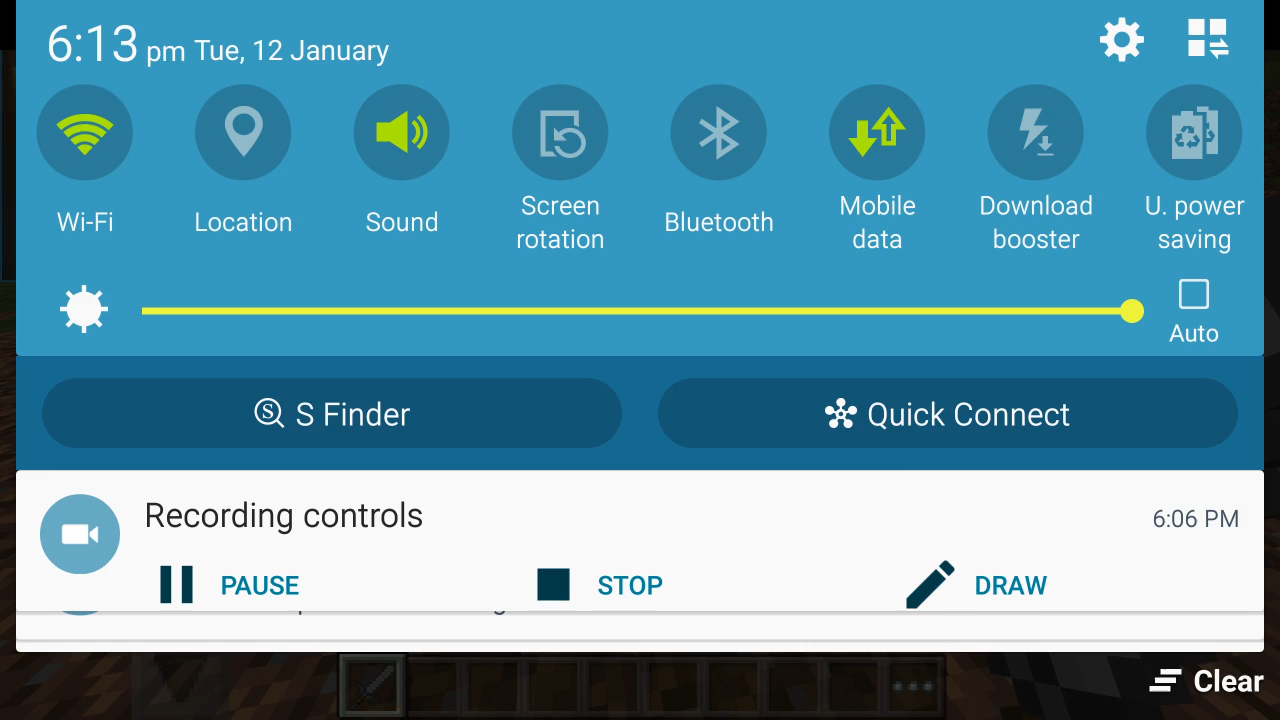 6:13 pm Tue, 12 January
Wi-Fi
Location
Sound
Screen rotation
Bluetooth
Mobile data
Download booster
U. power saving
Auto
S Finder
Quick Connect
Recording controls
6:06 PM
PAUSE
STOP
DRAW
Clear